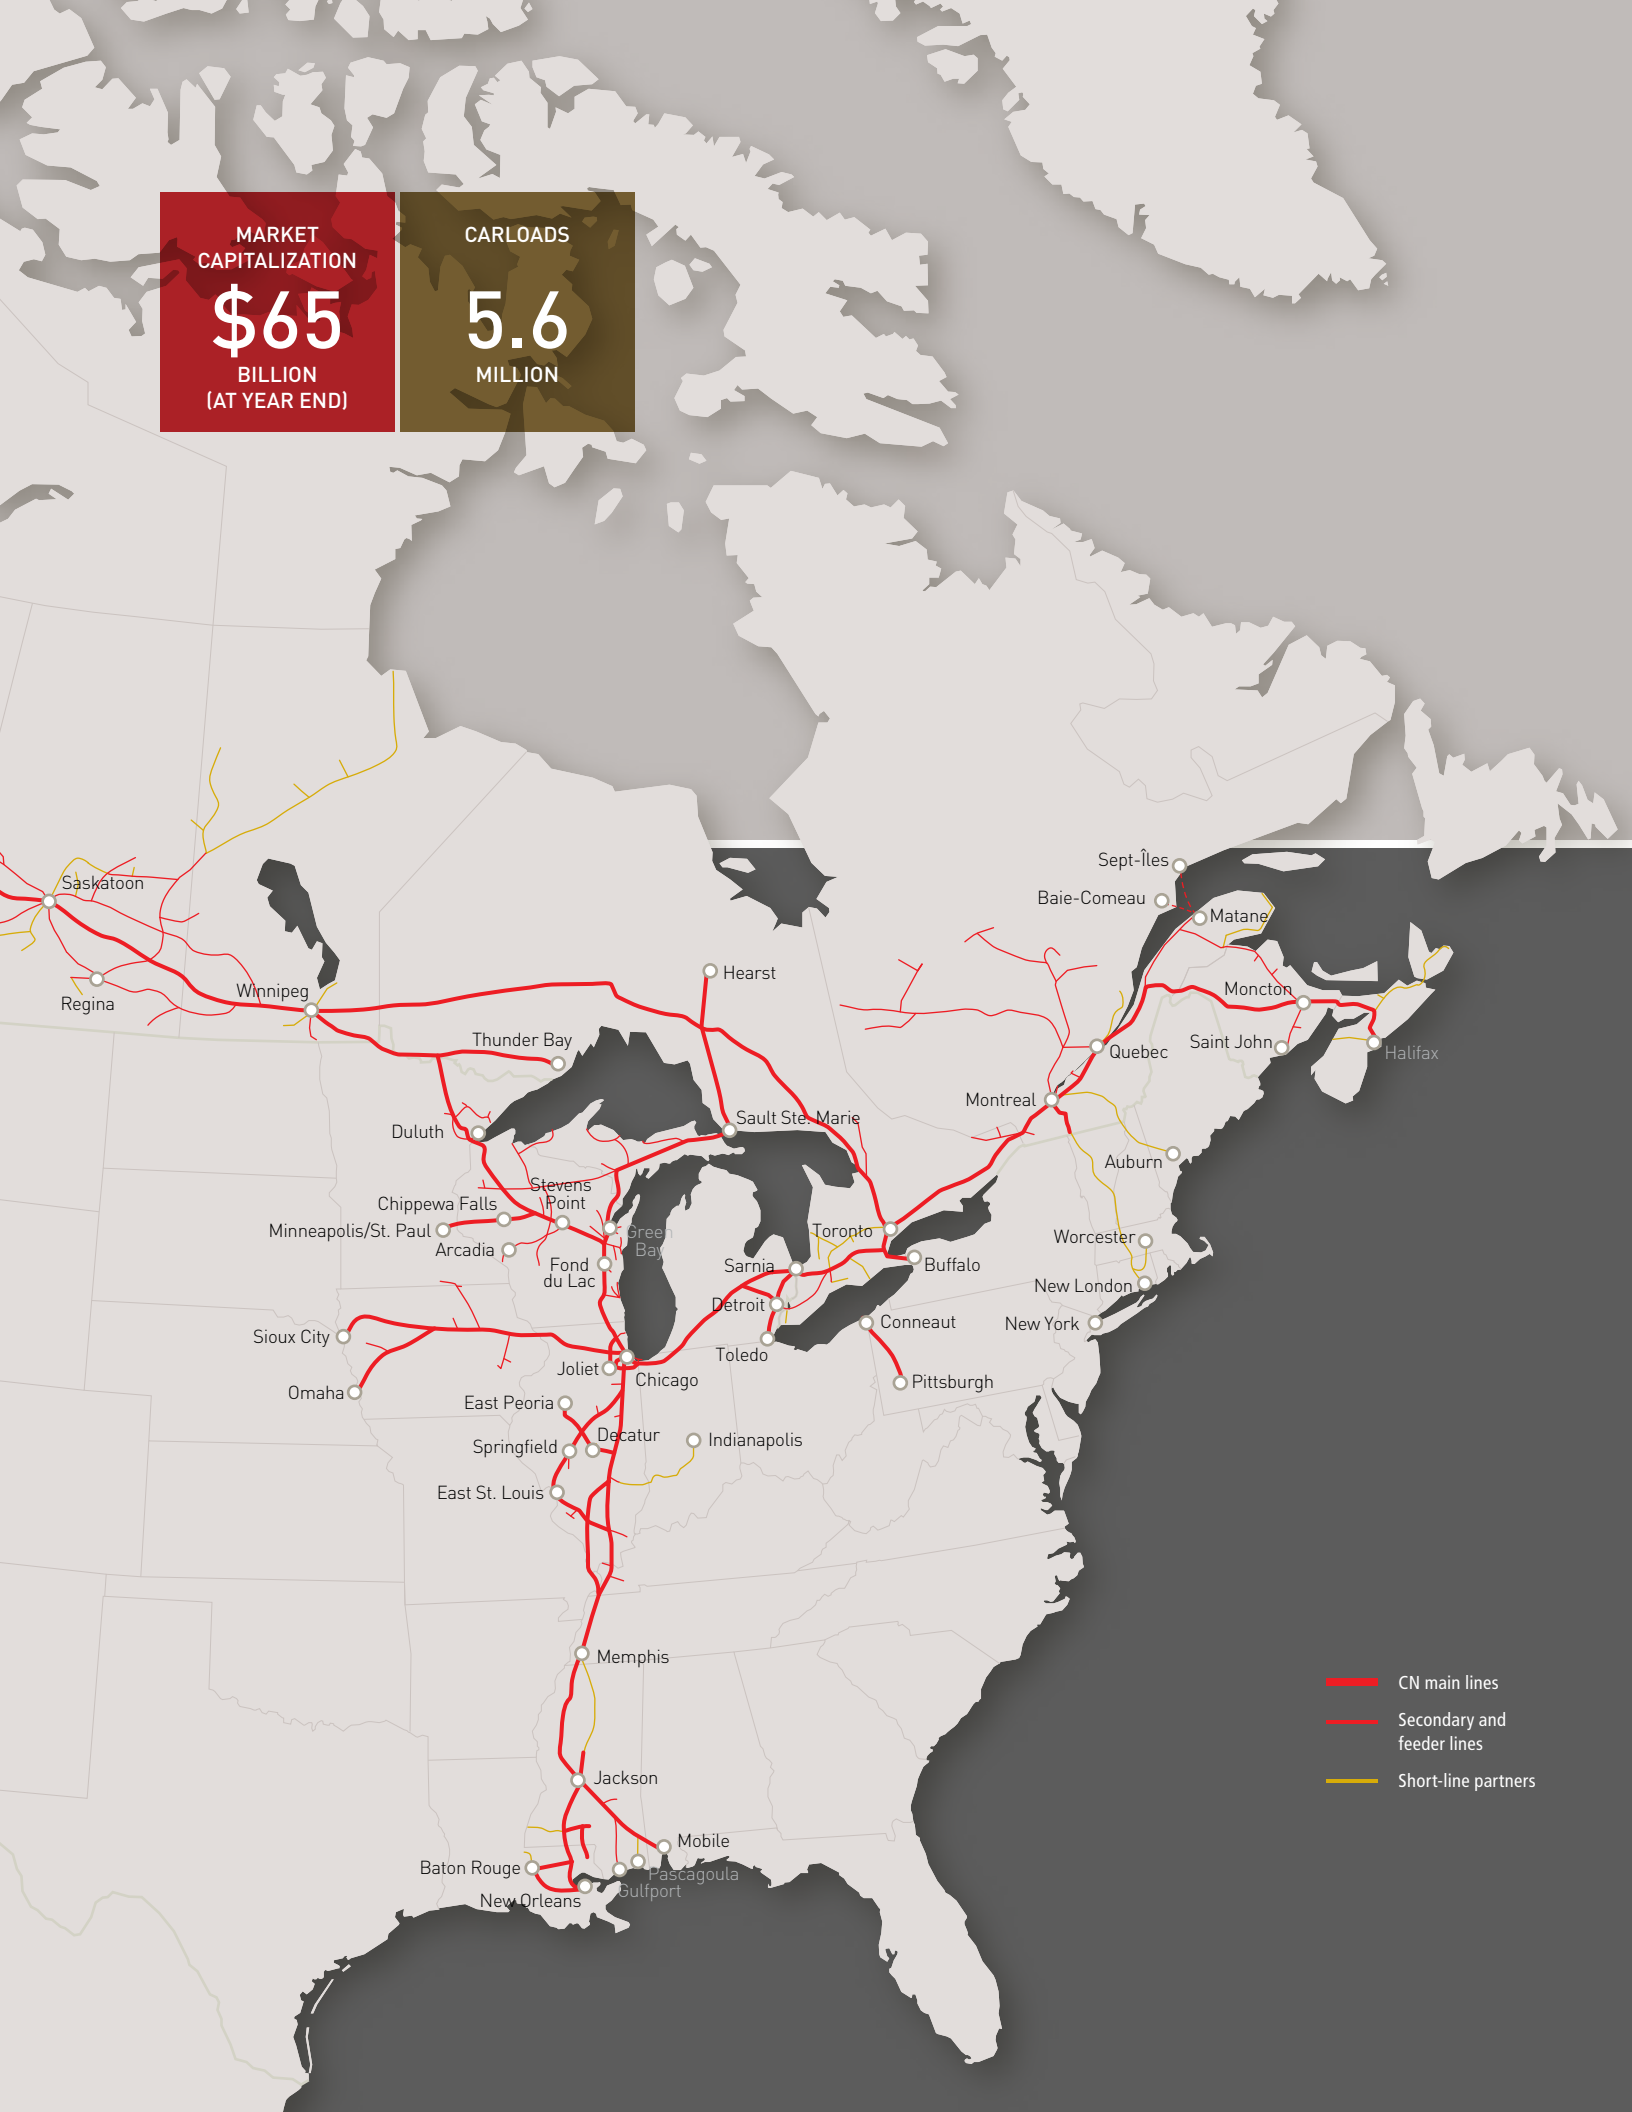 MARKET
CAPITALIZATION
$65
BILLION
(AT YEAR END)
CARLOADS
5.6
MILLION
Sept-Îles
Baie-Comeau
Matane
Saskatoon
Hearst
Regina
Winnipeg
Moncton
Thunder Bay
Saint John
Quebec
Halifax
Montreal
Duluth
Sault Ste. Marie
Auburn
Stevens
Point
Chippewa Falls
Minneapolis/St. Paul
Green
Bay
Toronto
Worcester
Arcadia
Fond
du Lac
Sarnia
Buffalo
New London
Detroit
Conneaut
New York
Sioux City
Toledo
Joliet
Chicago
Pittsburgh
Omaha
East Peoria
Decatur
Indianapolis
Springfield
East St. Louis
Memphis
CN main lines
Secondary and
feeder lines
Short-line partners
Jackson
Mobile
Baton Rouge
Pascagoula
Gulfport
New Orleans